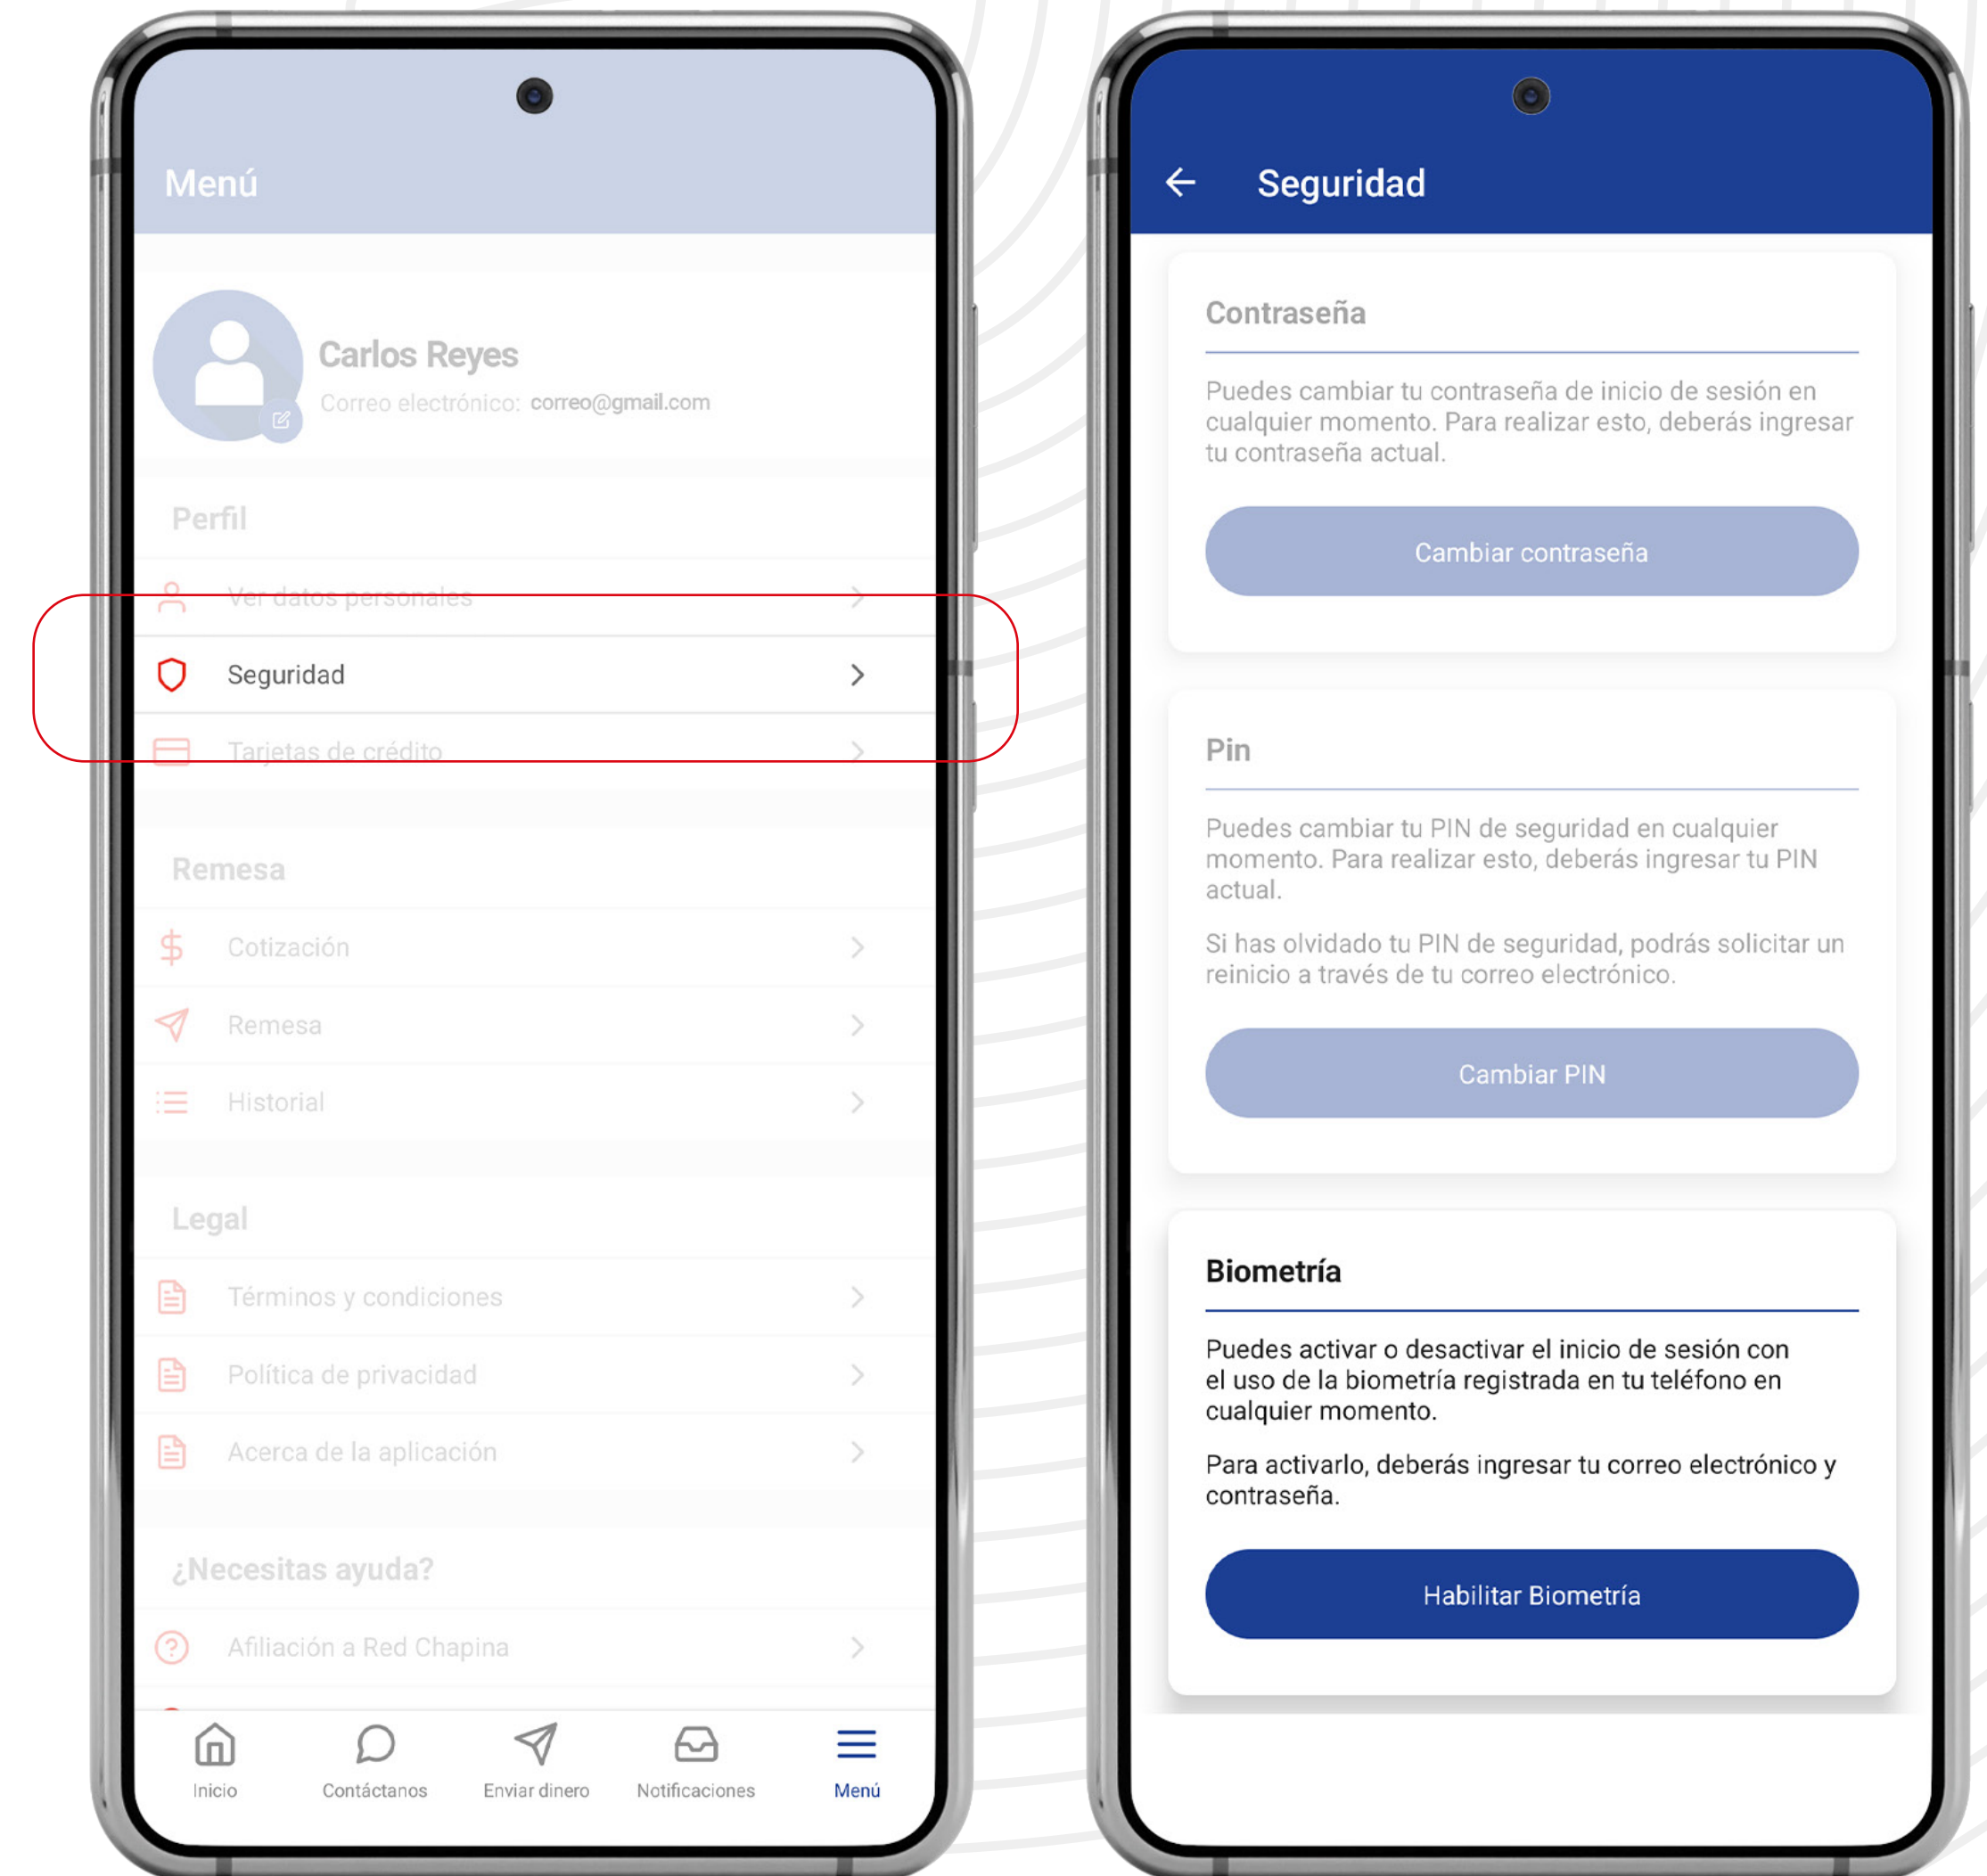 Menú
Carlos Reyes
Correo electrónico: correo@gmail.com
Perfil
Ver datos personales
Seguridad
Tarjetas de crédito
Remesa
Cotización
Remesa
Historial
Legal
Términos y condiciones
Política de privacidad
Acerca de la aplicación
¿Necesitas ayuda?
Afiliación a Red Chapina
Inicio
Contáctanos
Enviar dinero
Notificaciones
Menú
Seguridad
Contraseña
Puedes cambiar tu contraseña de inicio de sesión en
cualquier momento. Para realizar esto, deberás ingresar
tu contraseña actual.
Cambiar contraseña
Pin
Puedes cambiar tu PIN de seguridad en cualquier
momento. Para realizar esto, deberás ingresar tu PIN
actual.
Si has olvidado tu PIN de seguridad, podrás solicitar un
reinicio a través de tu correo electrónico.
Cambiar PIN
Biometría
Puedes activar o desactivar el inicio de sesión con
el uso de la biometría registrada en tu teléfono en
cualquier momento.
Para activarlo, deberás ingresar tu correo electrónico y
contraseña.
Habilitar Biometría